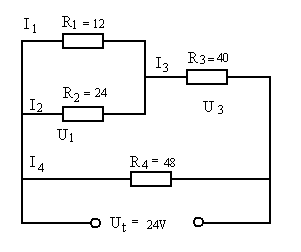 I1
R1 = 12
I3
R3 = 40
I2
R2 = 24
U1
U3
I4
R4 = 48
Ut = 24V